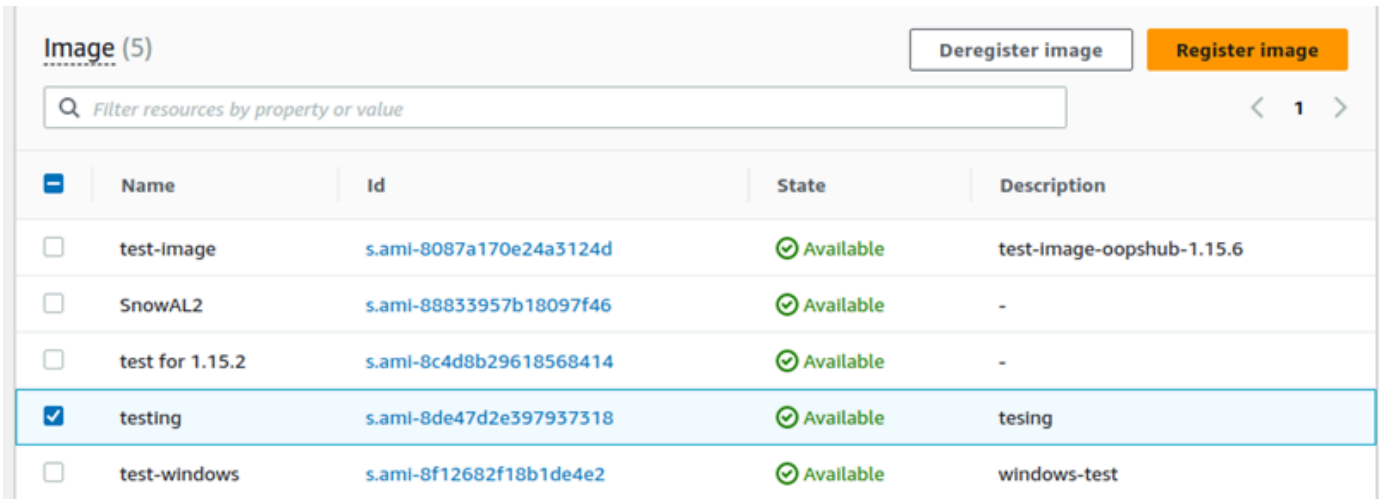 Image (5) Deregister image Register image
Filter resources by property or value 1
Name Id State Description
test-image s.ami-8087a170e24a3124d Available test-image-oopshub-1.15.6
SnowAL2 s.ami-88833957b18097f46 Available -
test for 1.15.2 s.ami-8c4d8b29618568414 Available -
testing s.ami-8de47d2e397937318 Available tesing
test-windows s.ami-8f12682f18b1de4e2 Available windows-test